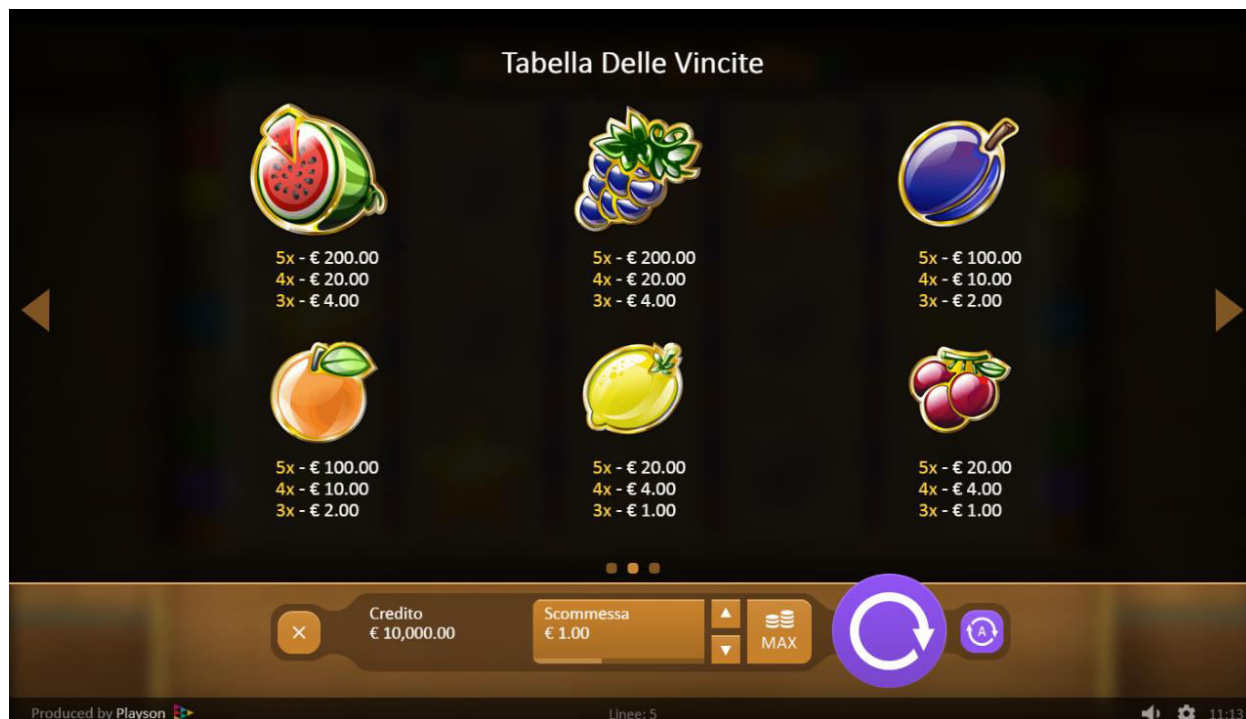 Tabella Delle Vincite
5x - € 200.00
4x - € 20.00
3x - € 4.00
5x - € 200.00
4x - € 20.00
3x - € 4.00
5x - € 100.00
4x - € 10.00
3x - € 2.00
5x - € 100.00
4x - € 10.00
3x - € 2.00
5x - € 20.00
4x - € 4.00
3x - € 1.00
5x - € 20.00
4x - € 4.00
3x - € 1.00
Credito
€ 10,000.00
Scommessa
€ 1.00
MAX
A
Produced by Playson
Linee: 5
11:13